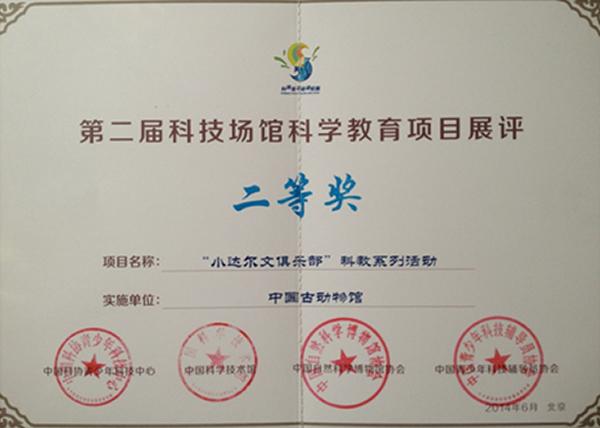 第二届科技场馆科学教育项目展评
二等奖
项目名称： “小达尔文俱乐部”科教系列活动
实施单位： 中国古动物馆
中国科协青少年科技中心 中国科学技术馆 中国自然科学博物馆协会 中国青少年科技辅导员协会
2014年6月 北京